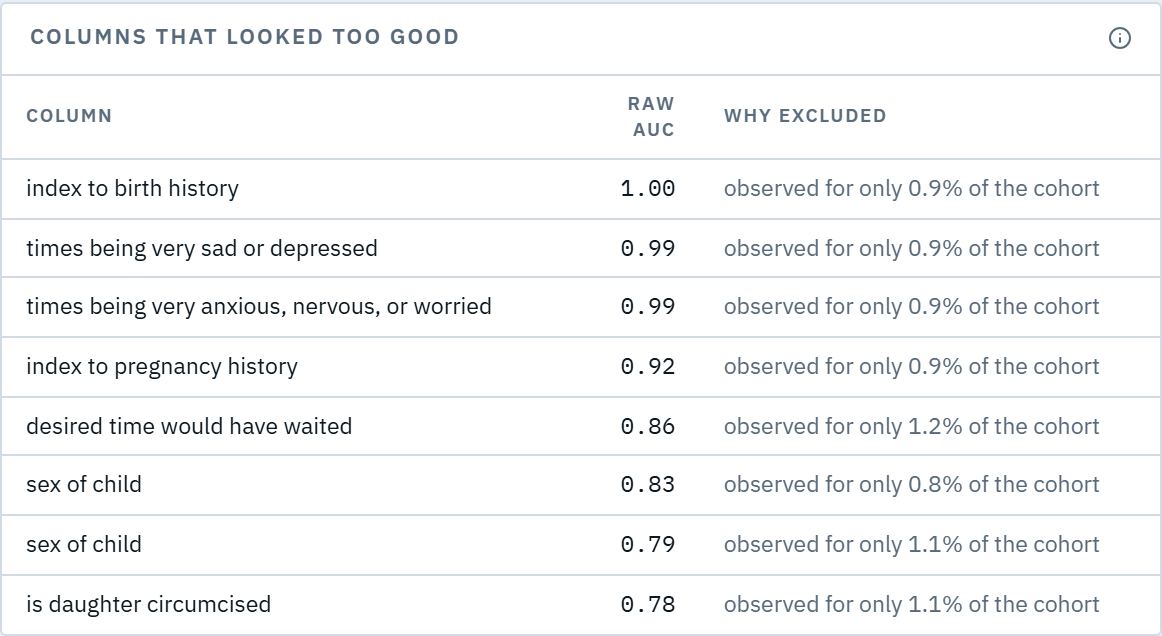 COLUMNS THAT LOOKED TOO GOOD
COLUMN RAW AUC WHY EXCLUDED
index to birth history 1.00 observed for only 0.9% of the cohort
times being very sad or depressed 0.99 observed for only 0.9% of the cohort
times being very anxious, nervous, or worried 0.99 observed for only 0.9% of the cohort
index to pregnancy history 0.92 observed for only 0.9% of the cohort
desired time would have waited 0.86 observed for only 1.2% of the cohort
sex of child 0.83 observed for only 0.8% of the cohort
sex of child 0.79 observed for only 1.1% of the cohort
is daughter circumcised 0.78 observed for only 1.1% of the cohort